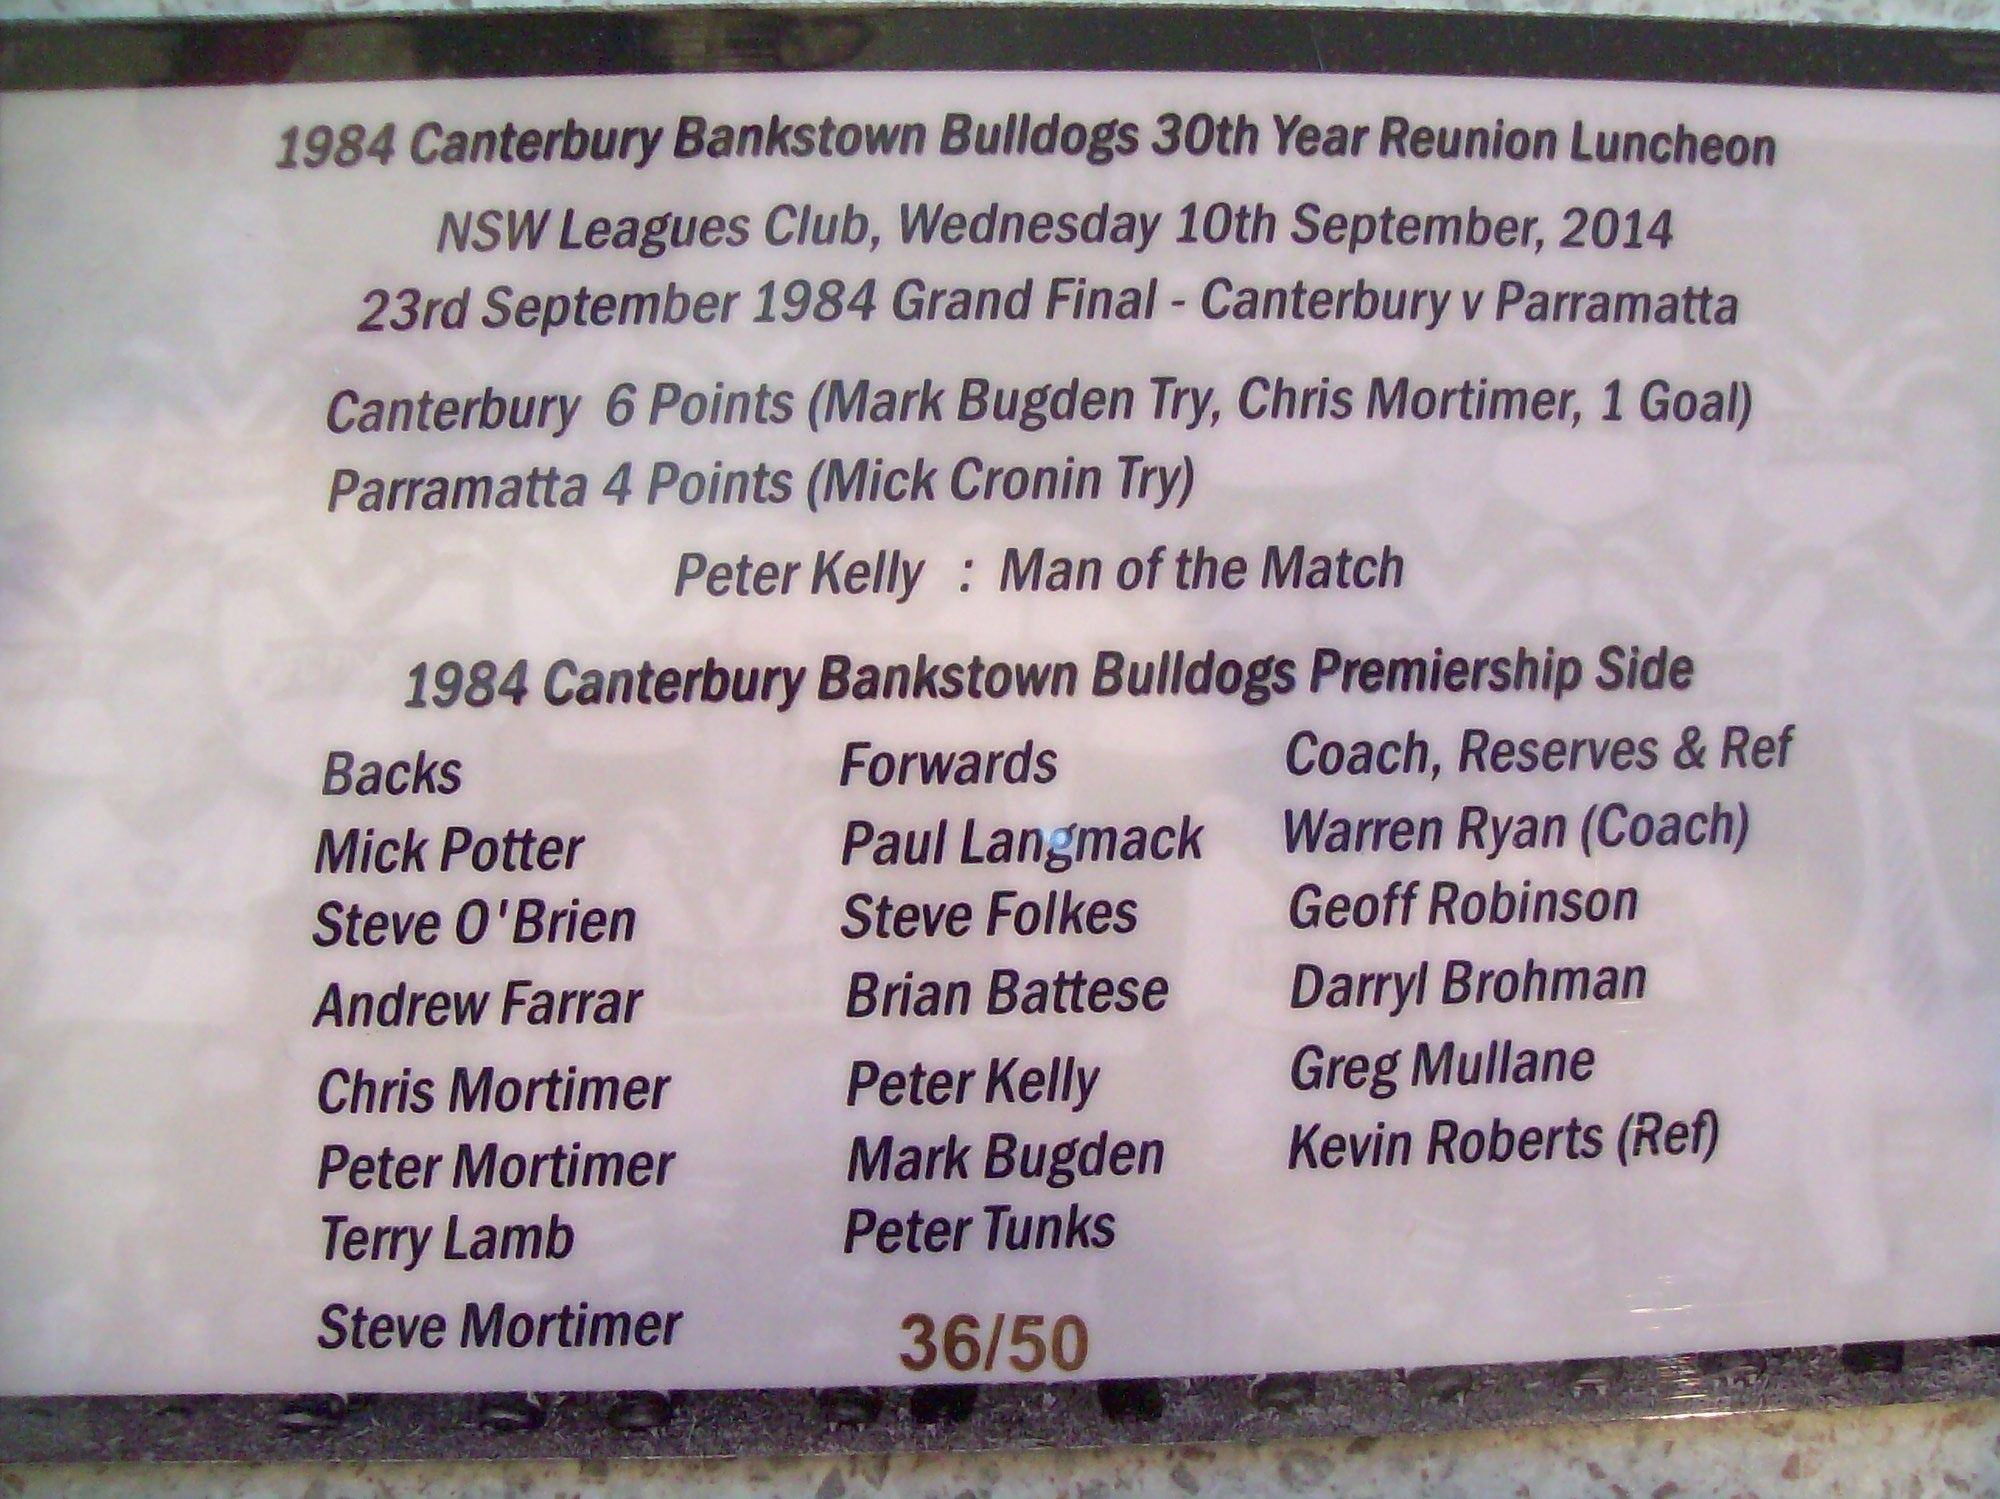 1984 Canterbury Bankstown Bulldogs 30th Year Reunion Luncheon
NSW Leagues Club, Wednesday 10th September, 2014
23rd September 1984 Grand Final - Canterbury v Parramatta
Canterbury 6 Points (Mark Bugden Try, Chris Mortimer, 1 Goal)
Parramatta 4 Points (Mick Cronin Try)
Peter Kelly : Man of the Match
1984 Canterbury Bankstown Bulldogs Premiership Side
Backs
Mick Potter
Steve O'Brien
Andrew Farrar
Chris Mortimer
Peter Mortimer
Terry Lamb
Steve Mortimer
Forwards
Paul Langmack
Steve Folkes
Brian Battese
Peter Kelly
Mark Bugden
Peter Tunks
Coach, Reserves & Ref
Warren Ryan (Coach)
Geoff Robinson
Darryl Brohman
Greg Mullane
Kevin Roberts (Ref)
36/50